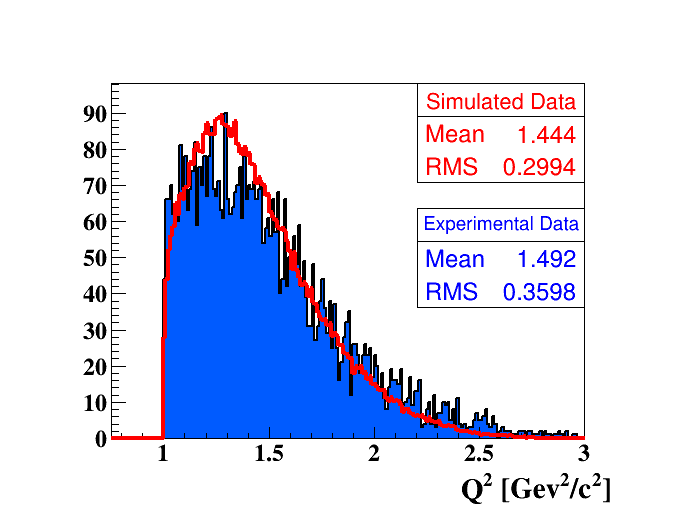 Simulated Data
Mean 1.444
RMS 0.2994
Experimental Data
Mean 1.492
RMS 0.3598
90
80
70
60
50
40
30
20
10
0
1 1.5 2 2.5 3
Q² [Gev²/c²]